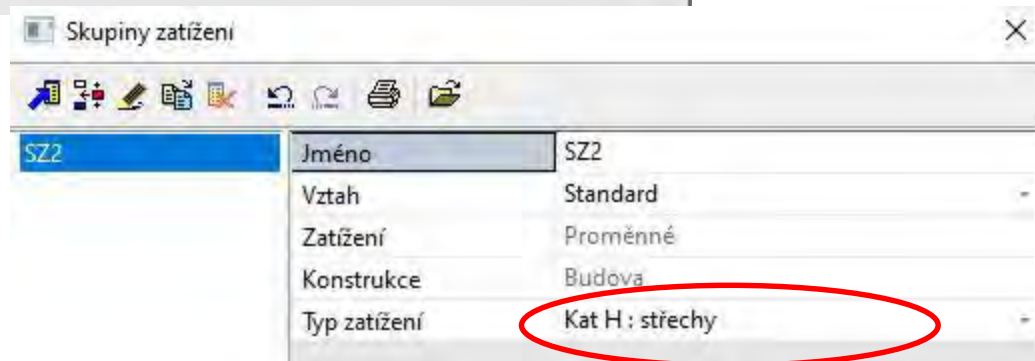 Skupiny zatížení
SZ2
Jméno SZ2
Vztah Standard
Zatížení Proměnné
Konstrukce Budova
Typ zatížení Kat H : střechy